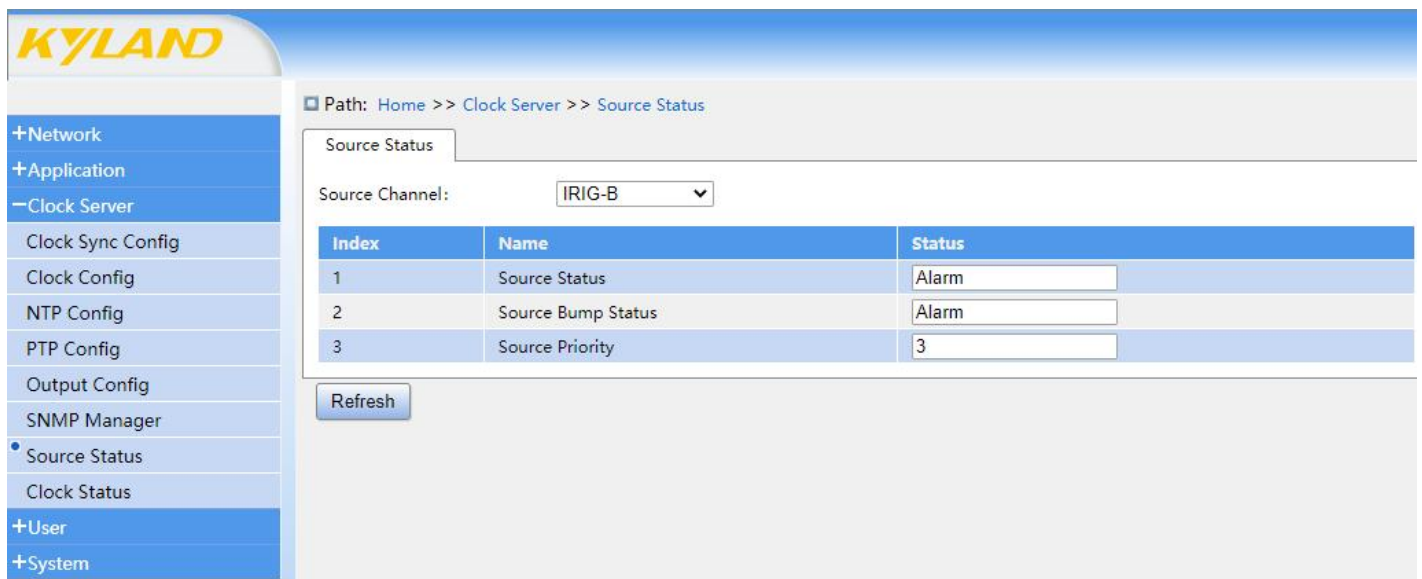 KYLAND
Path: Home >> Clock Server >> Source Status
+Network
+Application
−Clock Server
Clock Sync Config
Clock Config
NTP Config
PTP Config
Output Config
SNMP Manager
Source Status
Clock Status
+User
+System
Source Status
Source Channel: IRIG-B
Index Name Status
1 Source Status Alarm
2 Source Bump Status Alarm
3 Source Priority 3
Refresh